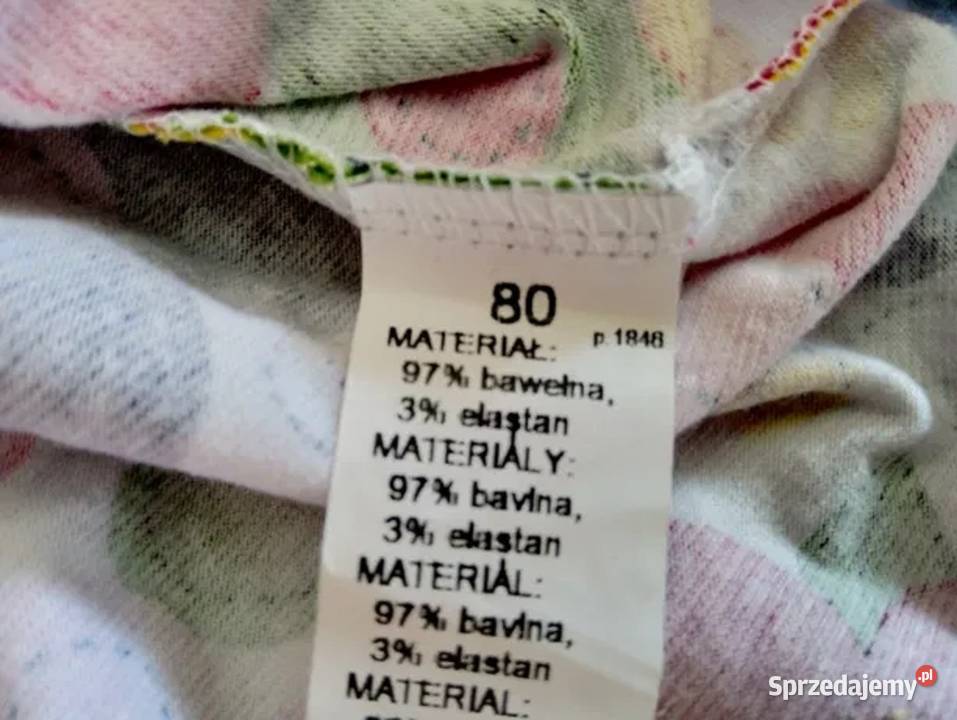 80
p. 1848
MATERIAŁ:
97% bawełna,
3% elastan
MATERIÁLY:
97% bavlna,
3% elastan
MATERIÁL:
97% bavlna,
3% elastan
MATERIAL:
Sprzedajemy.pl